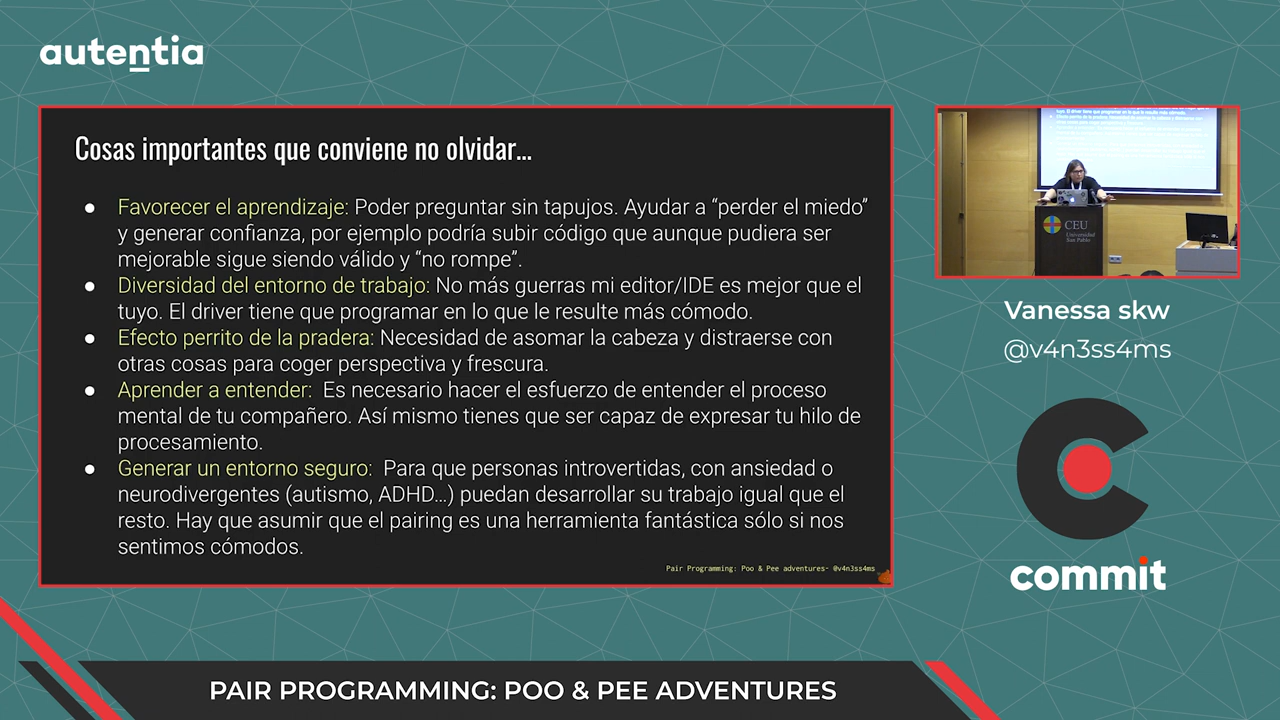 autentia
Cosas importantes que conviene no olvidar...
● Favorecer el aprendizaje: Poder preguntar sin tapujos. Ayudar a “perder el miedo”
y generar confianza, por ejemplo podría subir código que aunque pudiera ser
mejorable sigue siendo válido y “no rompe”.
● Diversidad del entorno de trabajo: No más guerras mi editor/IDE es mejor que el
tuyo. El driver tiene que programar en lo que le resulte más cómodo.
● Efecto perrito de la pradera: Necesidad de asomar la cabeza y distraerse con
otras cosas para coger perspectiva y frescura.
● Aprender a entender: Es necesario hacer el esfuerzo de entender el proceso
mental de tu compañero. Así mismo tienes que ser capaz de expresar tu hilo de
procesamiento.
● Generar un entorno seguro: Para que personas introvertidas, con ansiedad o
neurodivergentes (autismo, ADHD…) puedan desarrollar su trabajo igual que el
resto. Hay que asumir que el pairing es una herramienta fantástica sólo si nos
sentimos cómodos.
Pair Programming: Poo & Pee adventures- @v4n3ss4ms
CEU
Universidad
San Pablo
Vanessa skw
@v4n3ss4ms
commit
PAIR PROGRAMMING: POO & PEE ADVENTURES